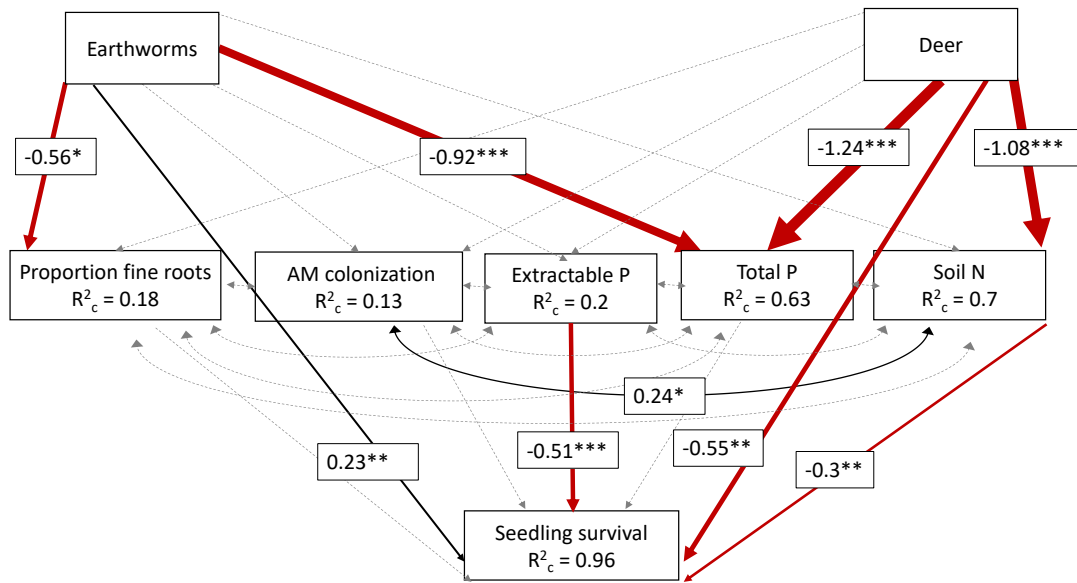 Earthworms
Deer
-0.56*
-0.92***
-1.24***
-1.08***
Proportion fine roots
R²c = 0.18
AM colonization
R²c = 0.13
Extractable P
R²c = 0.2
Total P
R²c = 0.63
Soil N
R²c = 0.7
0.24*
0.23**
-0.51***
-0.55**
-0.3**
Seedling survival
R²c = 0.96